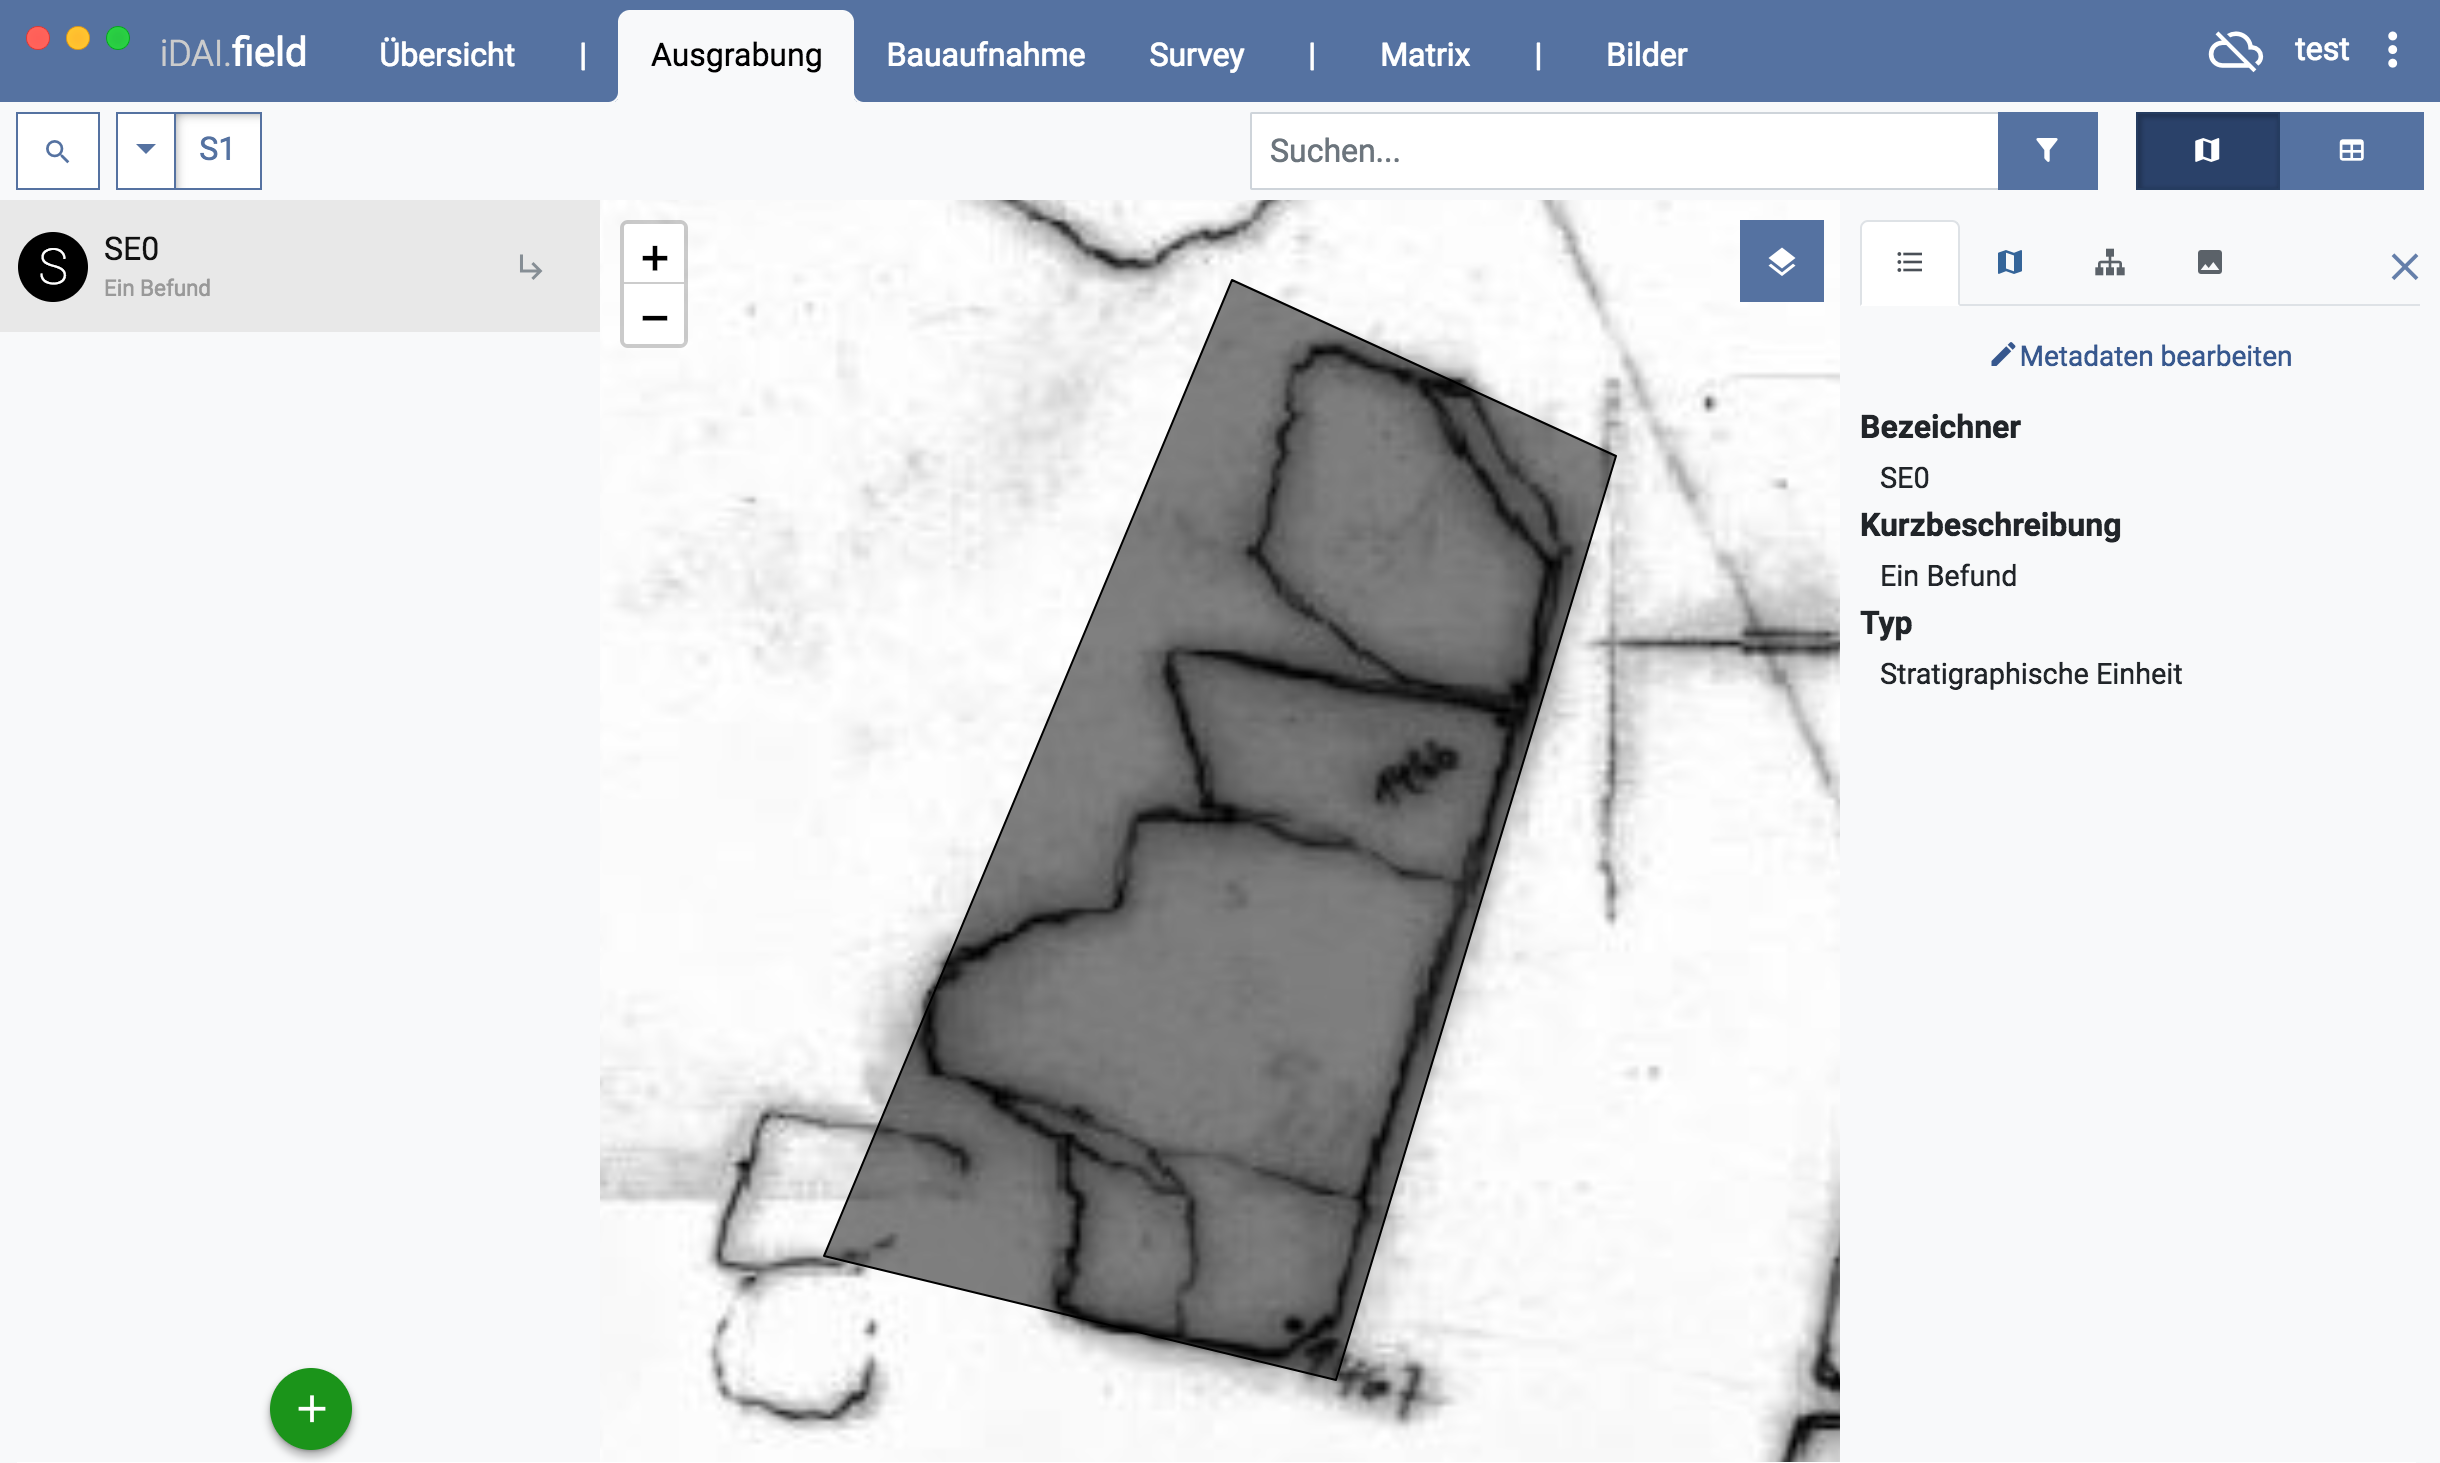 iDAI.field Übersicht | Ausgrabung Bauaufnahme Survey | Matrix | Bilder test
S1 Suchen...
S SE0
Ein Befund
+
−
Metadaten bearbeiten
Bezeichner
SE0
Kurzbeschreibung
Ein Befund
Typ
Stratigraphische Einheit
+